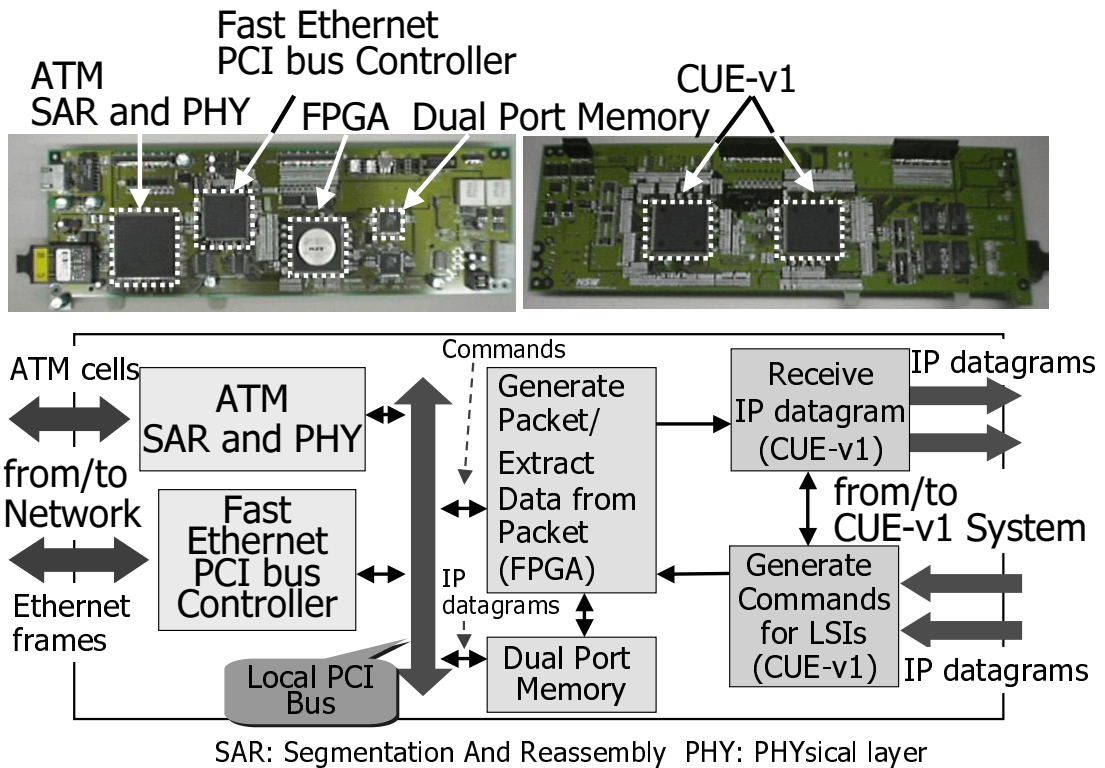 Fast Ethernet
PCI bus Controller
ATM
SAR and PHY
FPGA
Dual Port Memory
CUE-v1
NSW
ATM cells
from/to
Network
Ethernet
frames
ATM
SAR and PHY
Fast
Ethernet
PCI bus
Controller
Local PCI
Bus
Commands
IP
datagrams
Generate
Packet/
Extract
Data from
Packet
(FPGA)
Dual Port
Memory
Receive
IP datagram
(CUE-v1)
IP datagrams
from/to
CUE-v1 System
Generate
Commands
for LSIs
(CUE-v1)
IP datagrams
SAR: Segmentation And Reassembly PHY: PHYsical layer